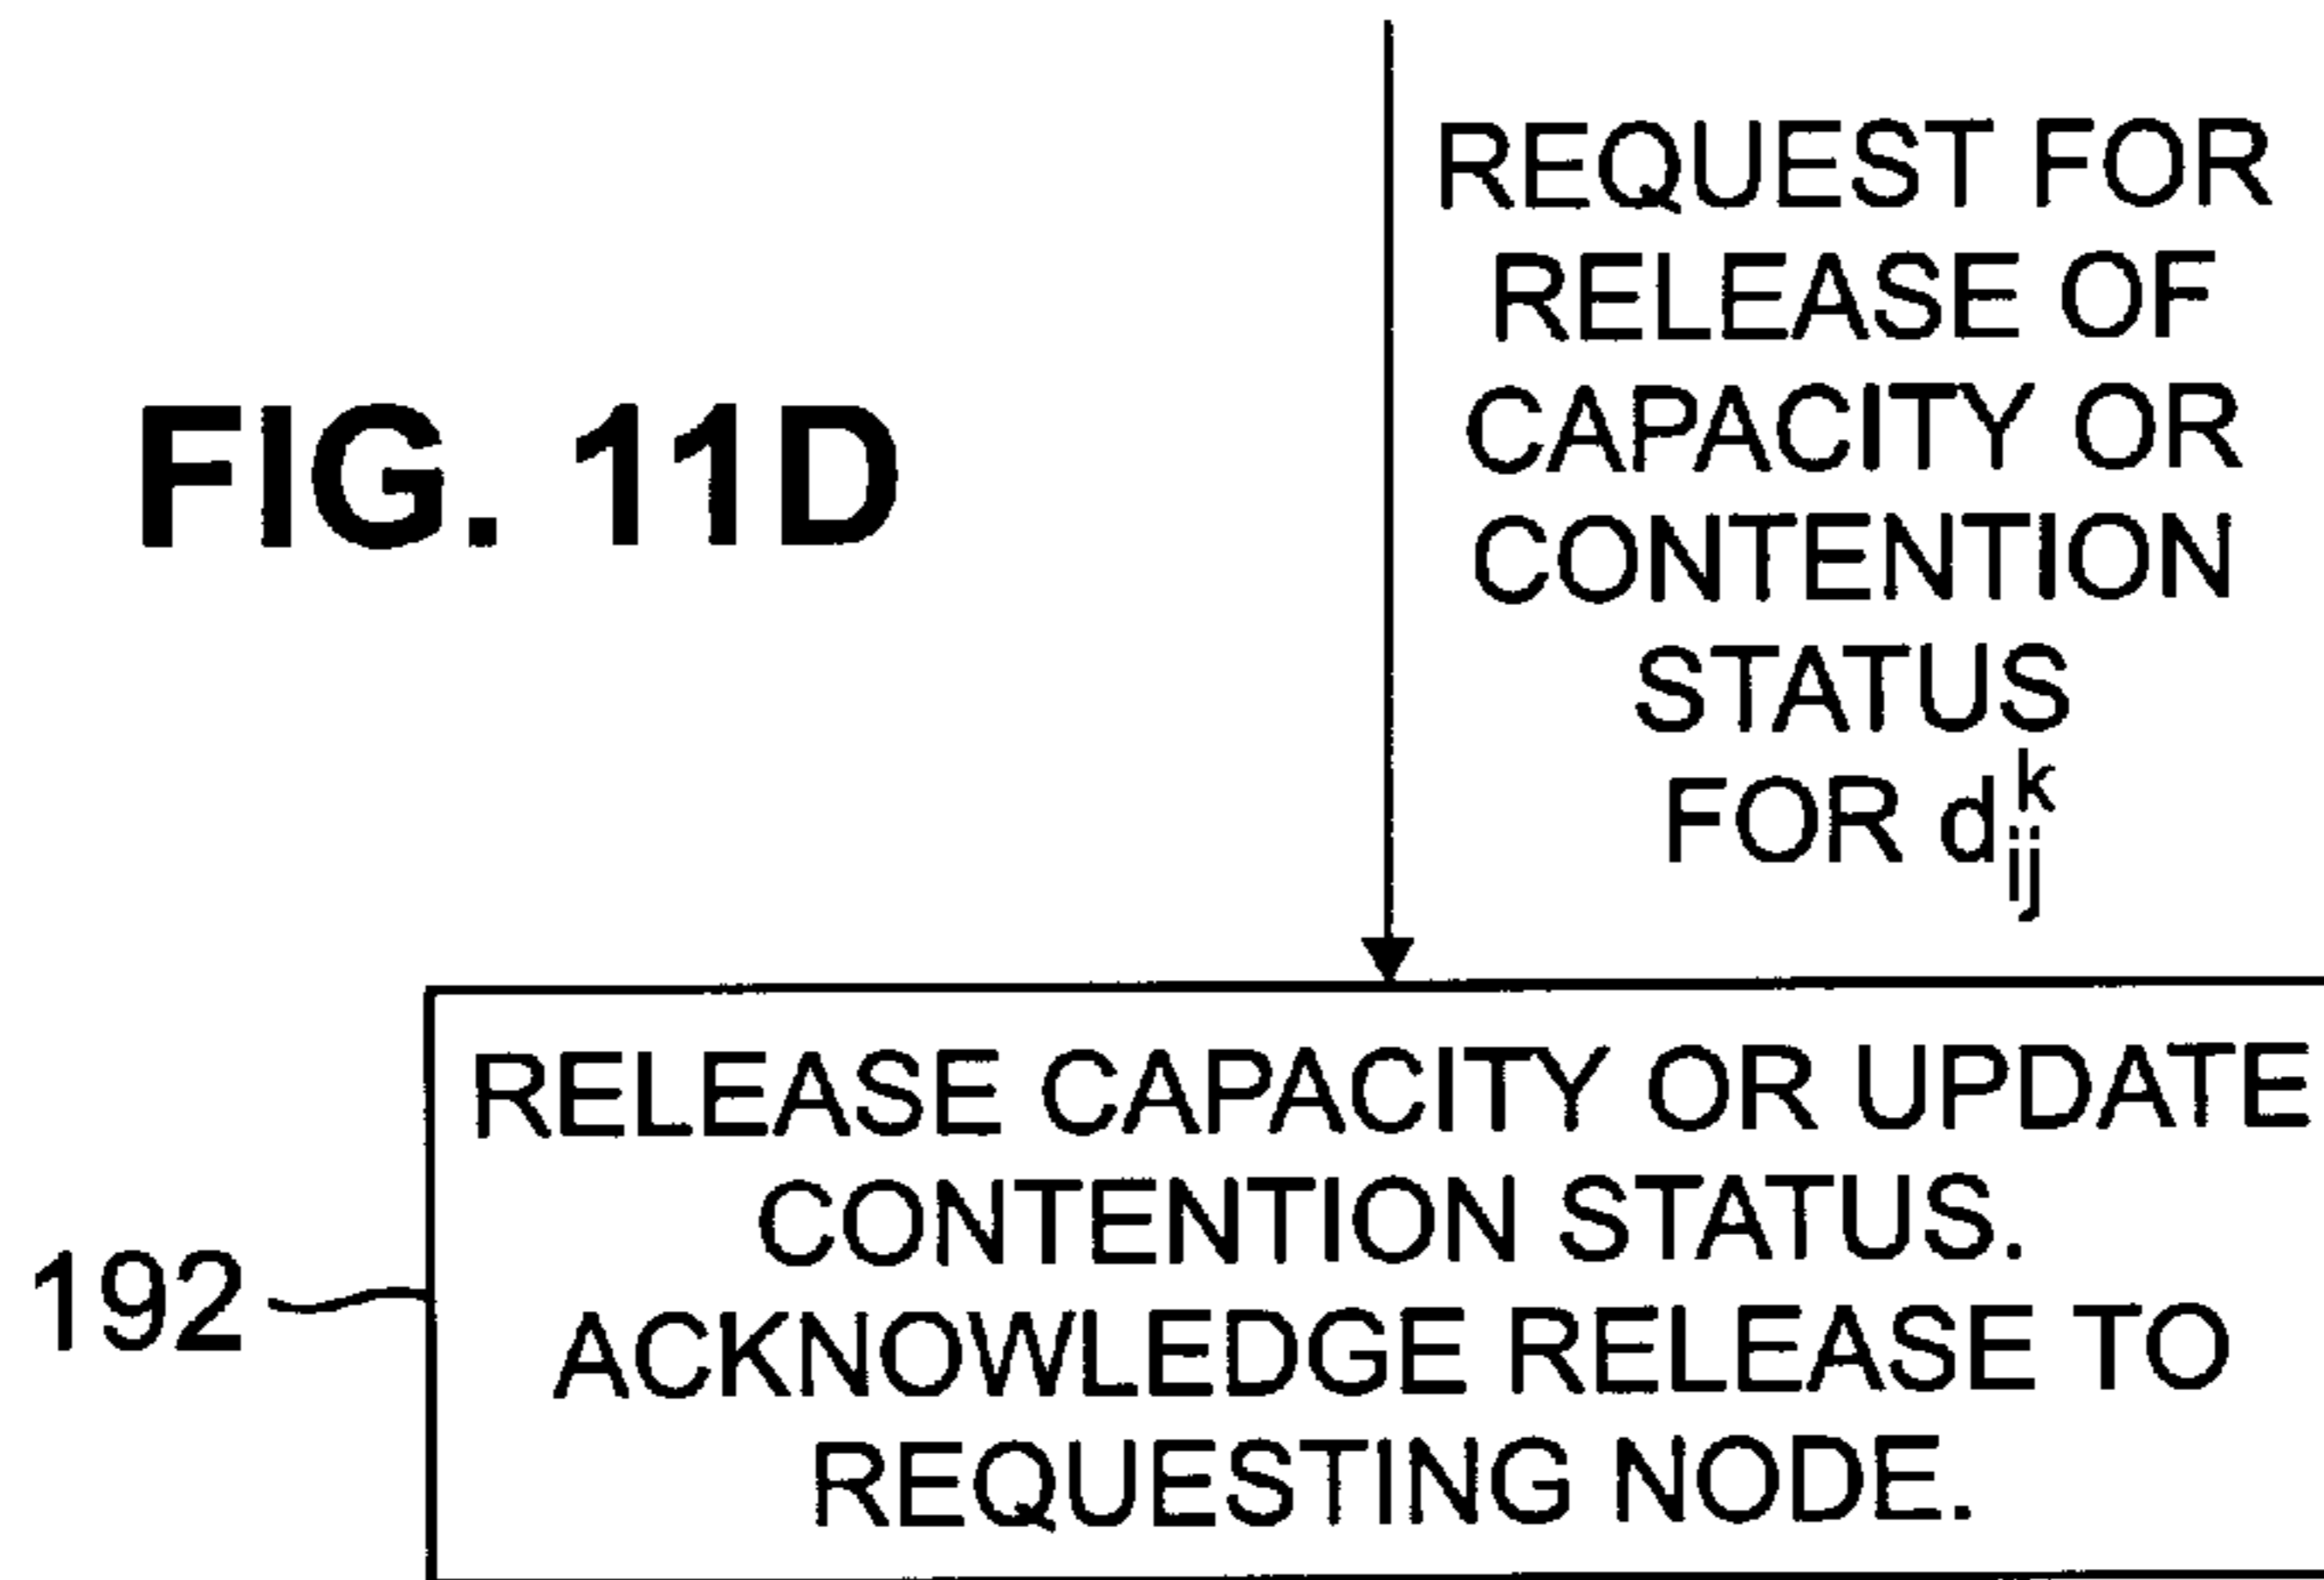 REQUEST FOR
RELEASE OF
CAPACITY OR
CONTENTION
STATUS
FOR d_{ij}^{k}
FIG. 11D
RELEASE CAPACITY OR UPDATE
CONTENTION STATUS.
ACKNOWLEDGE RELEASE TO
REQUESTING NODE.
192